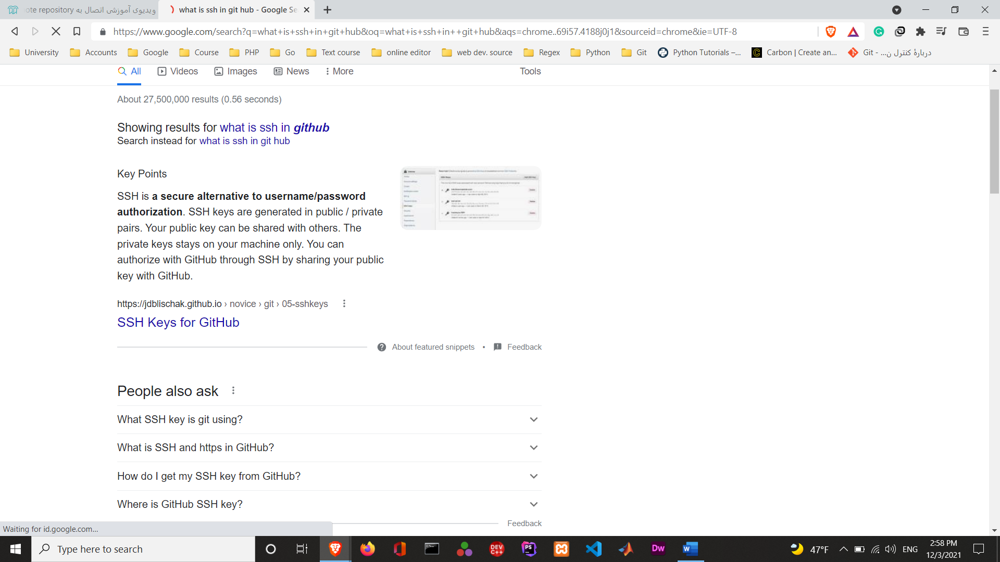 ویدیوی آموزشی اتصال به ote repository
what is ssh in git hub - Google Se
https://www.google.com/search?q=what+is+ssh+in+git+hub&oq=what+is+ssh+in++git+hub&aqs=chrome..69i57.4188j0j1&sourceid=chrome&ie=UTF-8
University Accounts Google Course PHP Go Text course online editor web dev. source Regex Python Git Python Tutorials –... Carbon | Create an... Git - ...دربارهٔ کنترل ن
All Videos Images News More Tools
About 27,500,000 results (0.56 seconds)
Showing results for what is ssh in github
Search instead for what is ssh in git hub
Key Points
SSH is a secure alternative to username/password
authorization. SSH keys are generated in public / private
pairs. Your public key can be shared with others. The
private keys stays on your machine only. You can
authorize with GitHub through SSH by sharing your public
key with GitHub.
https://jdblischak.github.io › novice › git › 05-sshkeys
SSH Keys for GitHub
About featured snippets • Feedback
People also ask
What SSH key is git using?
What is SSH and https in GitHub?
How do I get my SSH key from GitHub?
Where is GitHub SSH key?
Feedback
Waiting for id.google.com...
Type here to search
DEV C++
PS
Dw
W
47°F
ENG
2:58 PM
12/3/2021